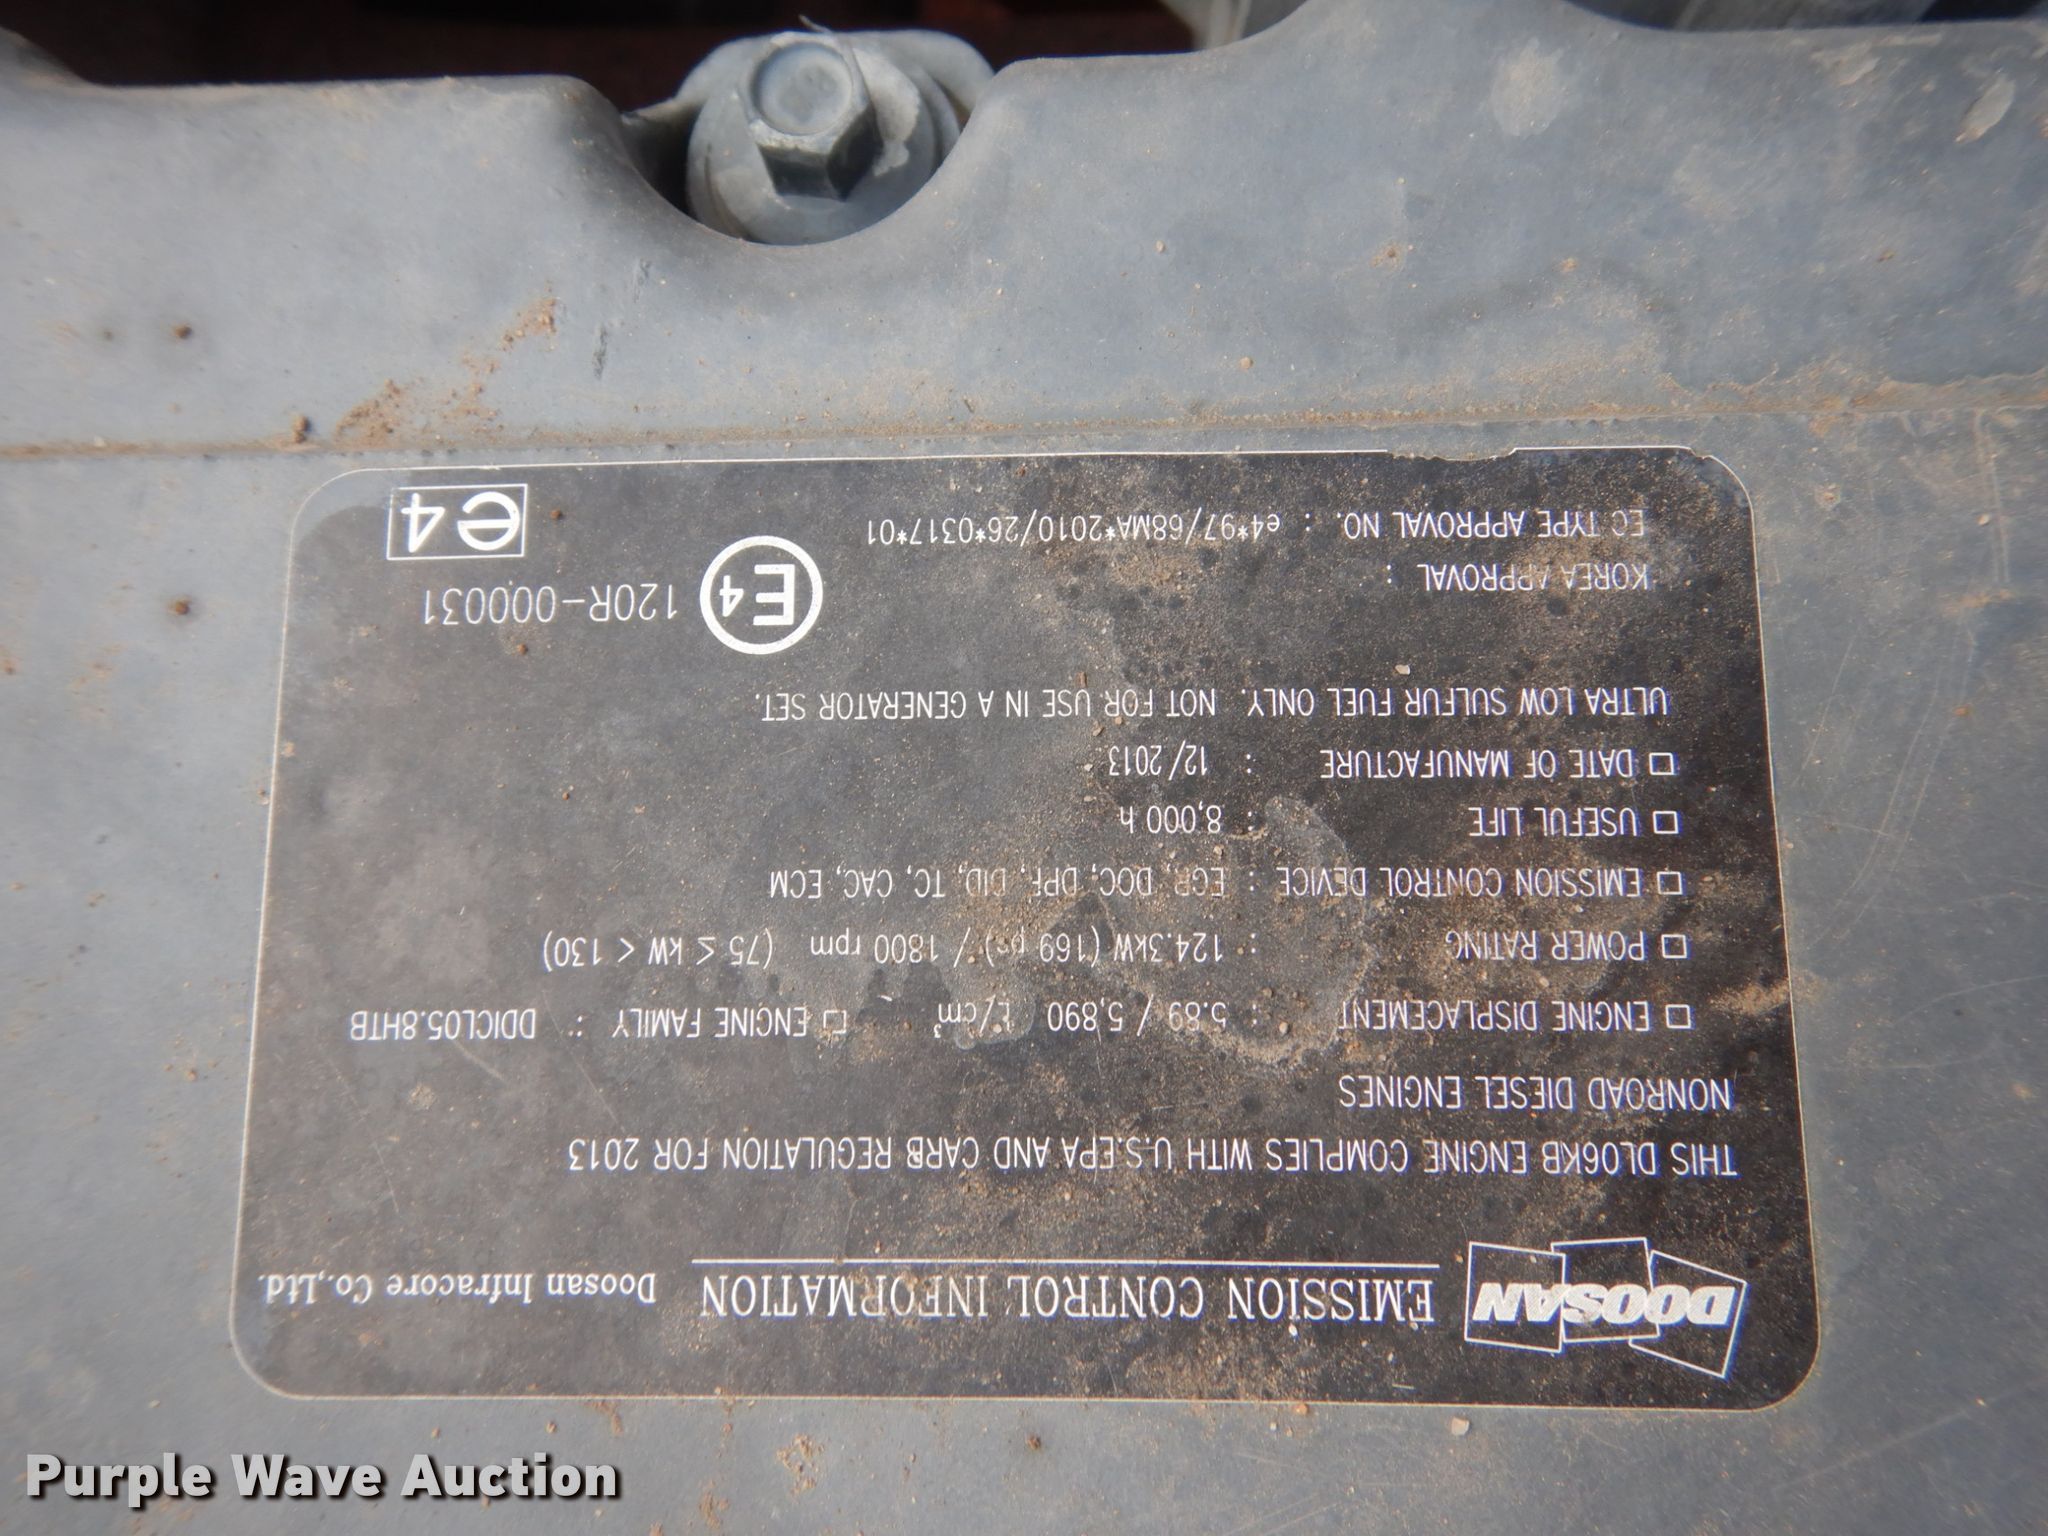 DOOSAN EMISSION CONTROL INFORMATION Doosan Infracore Co.,Ltd.
THIS DL06KB ENGINE COMPLIES WITH U.S.EPA AND CARB REGULATION FOR 2013
NONROAD DIESEL ENGINES
□ ENGINE DISPLACEMENT : 5.89 / 5,890 L/cm³ □ ENGINE FAMILY : DDICL05.8HTB
□ POWER RATING : 124.3kW (169 ps) / 1800 rpm (75 ≤ kW < 130)
□ EMISSION CONTROL DEVICE : EGR, DOC, DPF, DID, TC, CAC, ECM
□ USEFUL LIFE : 8,000 h
□ DATE OF MANUFACTURE : 12/2013
ULTRA LOW SULFUR FUEL ONLY. NOT FOR USE IN A GENERATOR SET.
KOREA APPROVAL :
E4 120R-000031
EC TYPE APPROVAL NO. : e4*97/68MA*2010/26*0317*01
e4
Purple Wave Auction